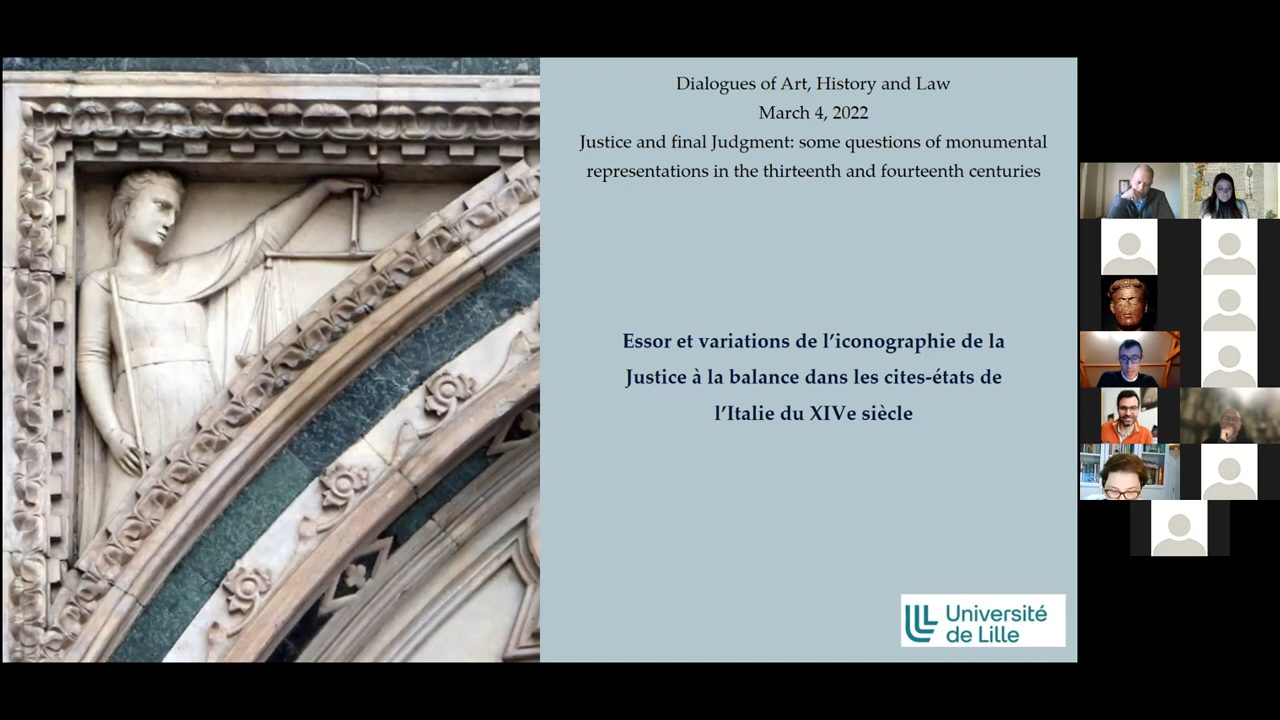 Dialogues of Art, History and Law
March 4, 2022
Justice and final Judgment: some questions of monumental
representations in the thirteenth and fourteenth centuries
Essor et variations de l’iconographie de la
Justice à la balance dans les cites-états de
l’Italie du XIVe siècle
Université
de Lille